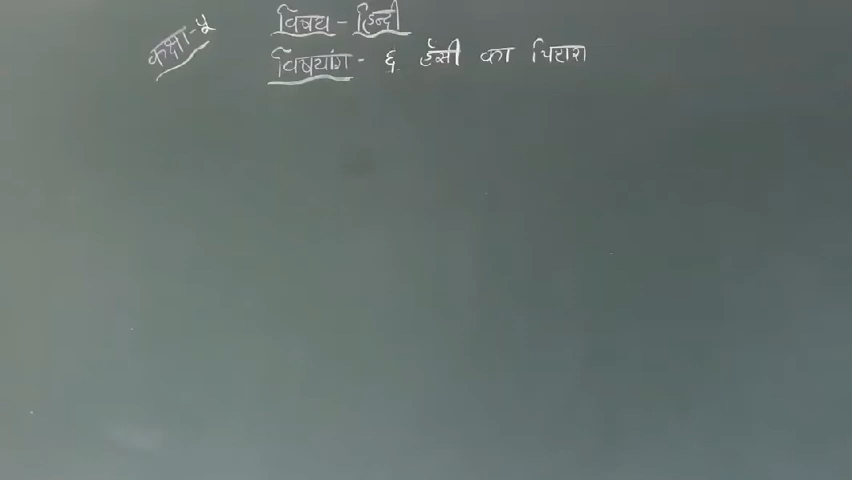 कक्षा-५
विषय - हिन्दी
विषयांग - ६ हँसी का पिटारा